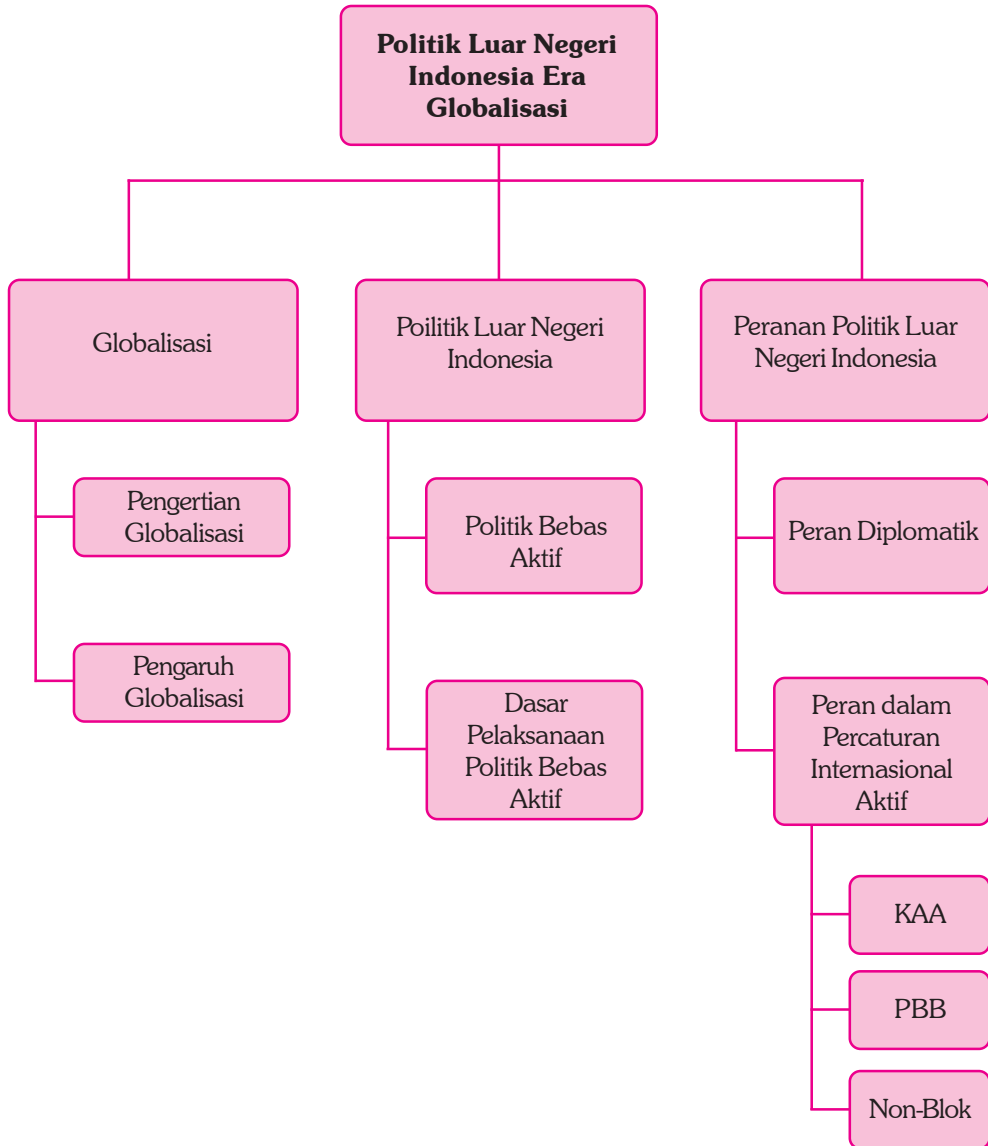 Politik Luar Negeri
Indonesia Era
Globalisasi
Globalisasi
Pengertian
Globalisasi
Pengaruh
Globalisasi
Poilitik Luar Negeri
Indonesia
Politik Bebas
Aktif
Dasar
Pelaksanaan
Politik Bebas
Aktif
Peranan Politik Luar
Negeri Indonesia
Peran Diplomatik
Peran dalam
Percaturan
Internasional
Aktif
KAA
PBB
Non-Blok